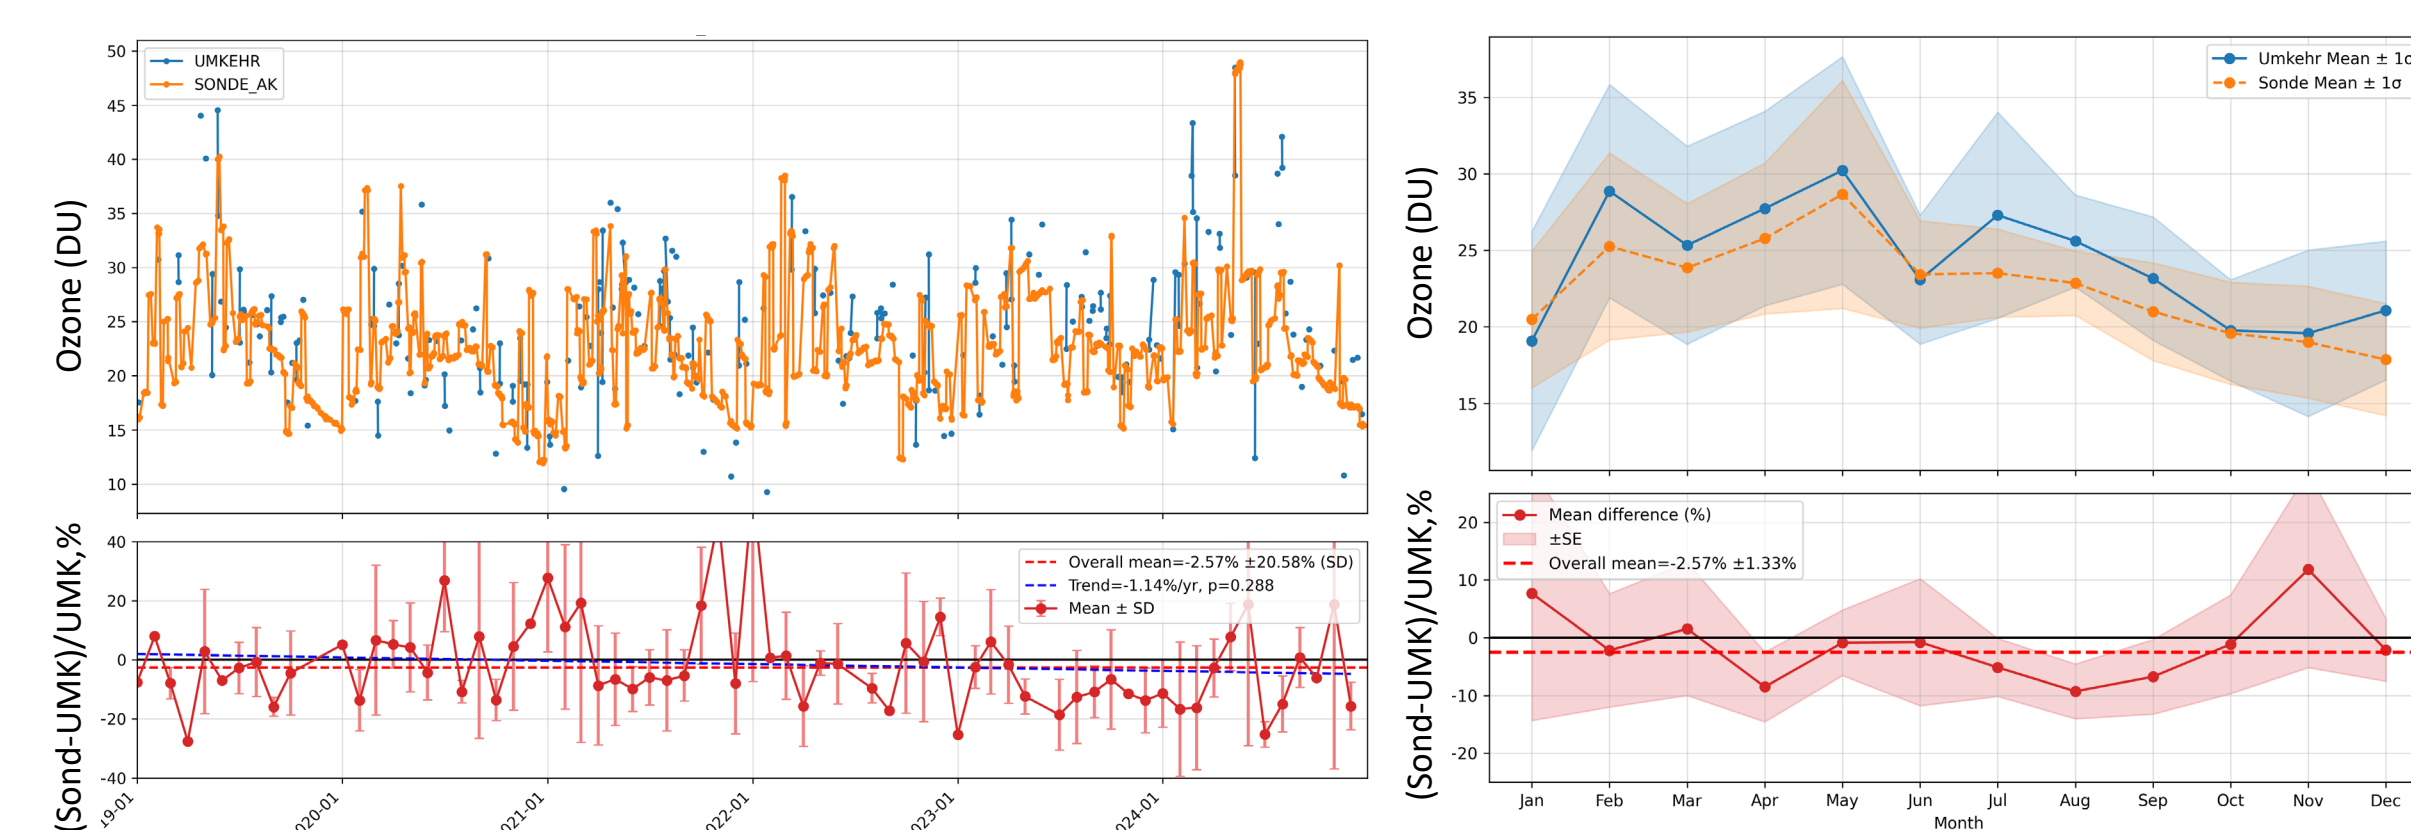 UMKEHR
SONDE_AK
Ozone (DU)
50
45
40
35
30
25
20
15
10
(Sond-UMK)/UMK,%
40
20
0
-20
-40
Overall mean=-2.57% ±20.58% (SD)
Trend=-1.14%/yr, p=0.288
Mean ± SD
19-01
020-01
021-01
022-01
023-01
024-01
Umkehr Mean ± 1σ
Sonde Mean ± 1σ
Ozone (DU)
35
30
25
20
15
(Sond-UMK)/UMK,%
20
10
0
-10
-20
Mean difference (%)
±SE
Overall mean=-2.57% ±1.33%
Jan Feb Mar Apr May Jun Jul Aug Sep Oct Nov Dec
Month